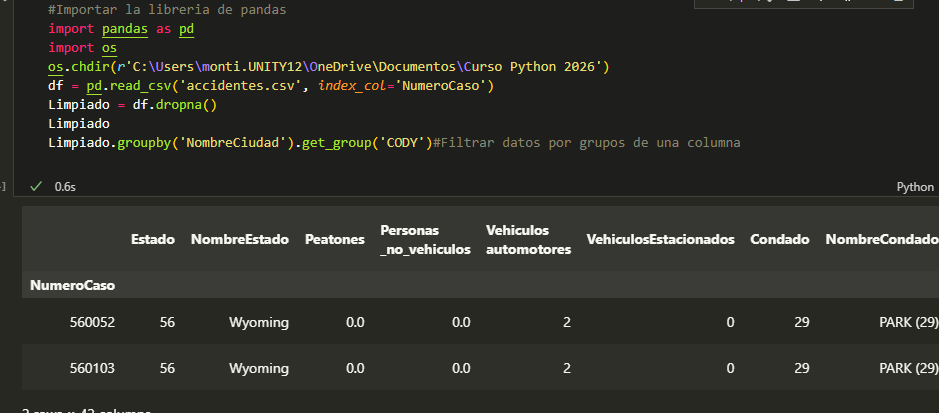 #Importar la libreria de pandas
import pandas as pd
import os
os.chdir(r'C:\Users\monti.UNITY12\OneDrive\Documentos\Curso Python 2026')
df = pd.read_csv('accidentes.csv', index_col='NumeroCaso')
Limpiado = df.dropna()
Limpiado
Limpiado.groupby('NombreCiudad').get_group('CODY')#Filtrar datos por grupos de una columna
0.6s Python
Estado NombreEstado Peatones Personas _no_vehiculos Vehiculos automotores VehiculosEstacionados Condado NombreCondado
NumeroCaso
560052 56 Wyoming 0.0 0.0 2 0 29 PARK (29)
560103 56 Wyoming 0.0 0.0 2 0 29 PARK (29)